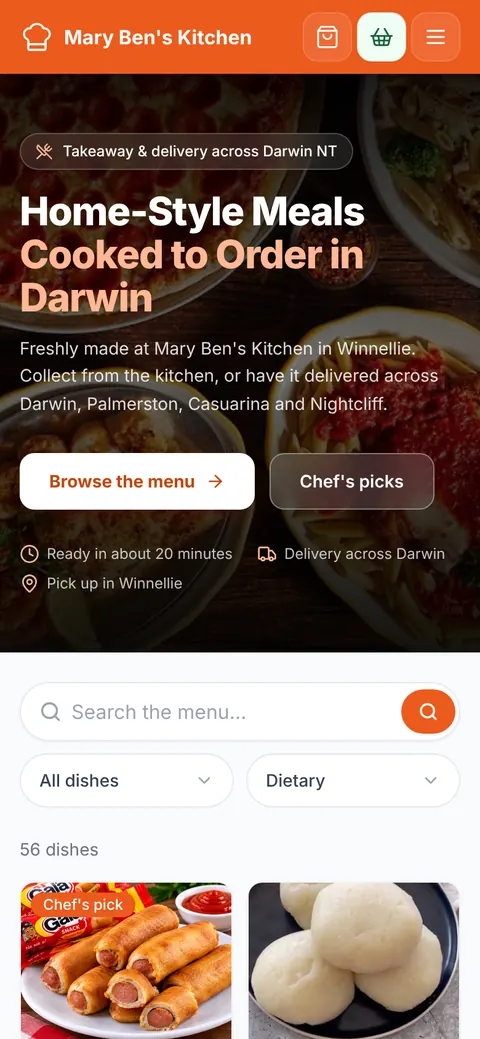 Mary Ben's Kitchen
Takeaway & delivery across Darwin NT
Home-Style Meals
Cooked to Order in
Darwin
Freshly made at Mary Ben's Kitchen in Winnellie.
Collect from the kitchen, or have it delivered across
Darwin, Palmerston, Casuarina and Nightcliff.
Browse the menu
Chef's picks
Ready in about 20 minutes
Delivery across Darwin
Pick up in Winnellie
Search the menu...
All dishes
Dietary
56 dishes
Chef's pick
Gala
Gala
SNACK